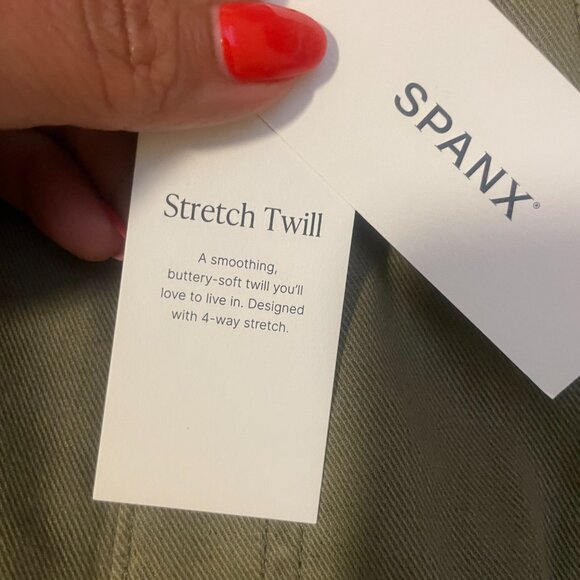 SPANX®
Stretch Twill
A smoothing,
buttery-soft twill you'll
love to live in. Designed
with 4-way stretch.